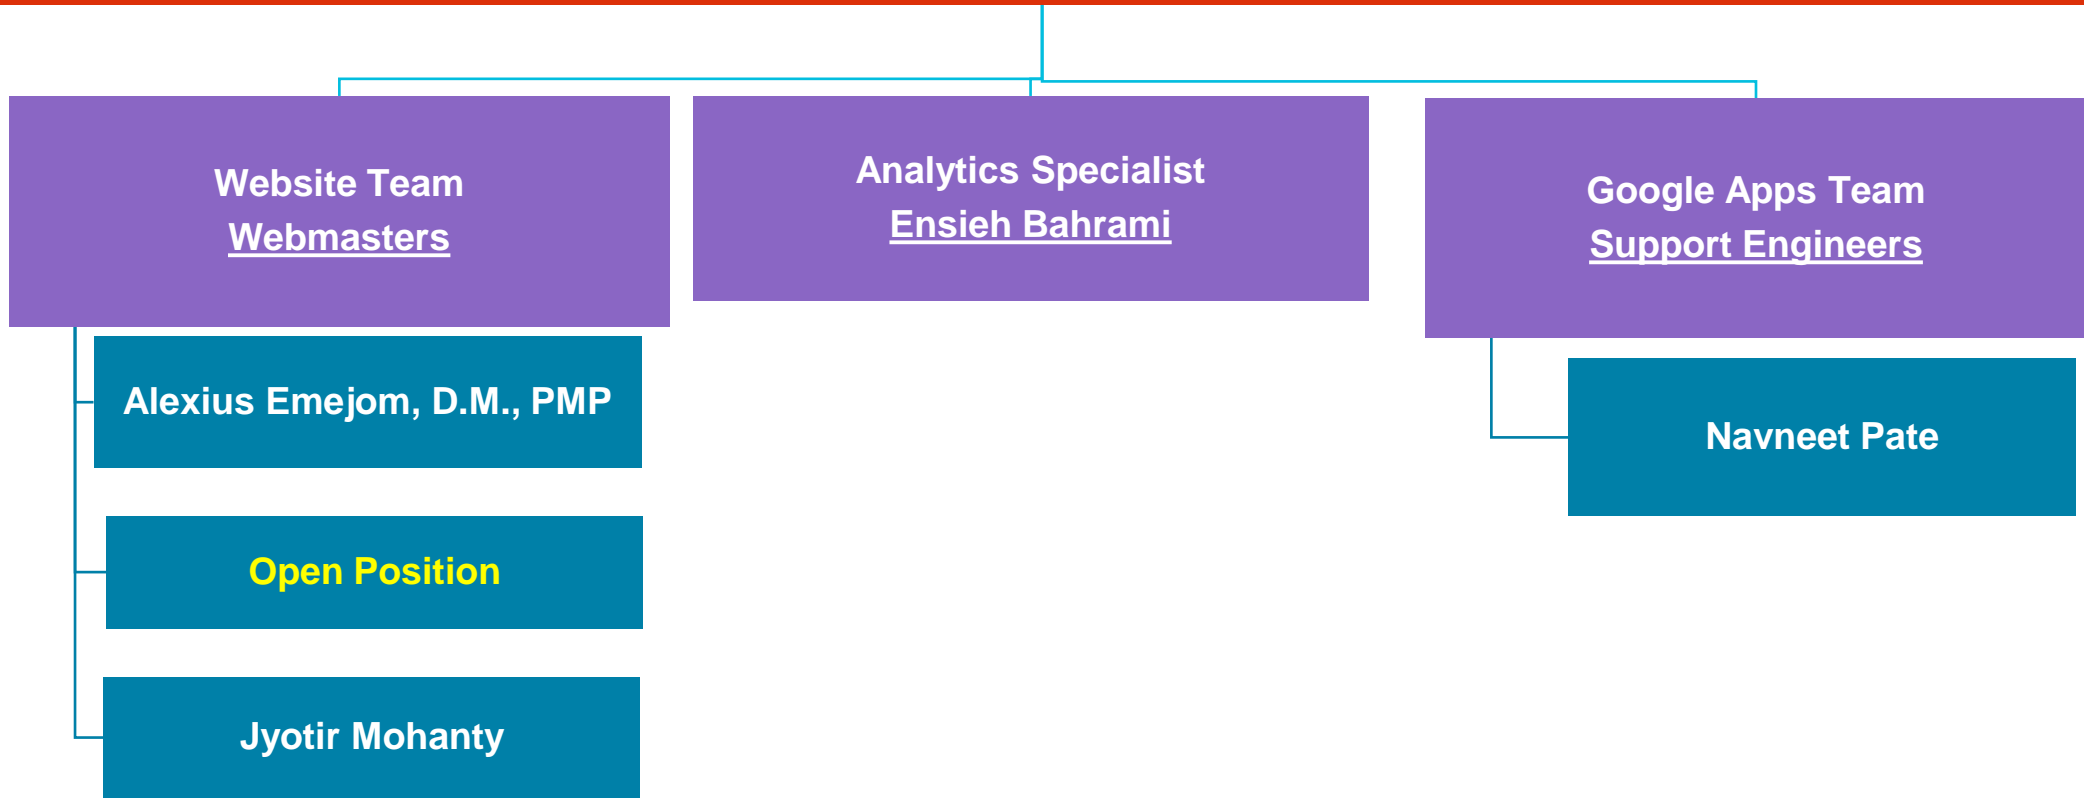 Website Team
Webmasters
Analytics Specialist
Ensieh Bahrami
Google Apps Team
Support Engineers
Alexius Emejom, D.M., PMP
Open Position
Jyotir Mohanty
Navneet Pate